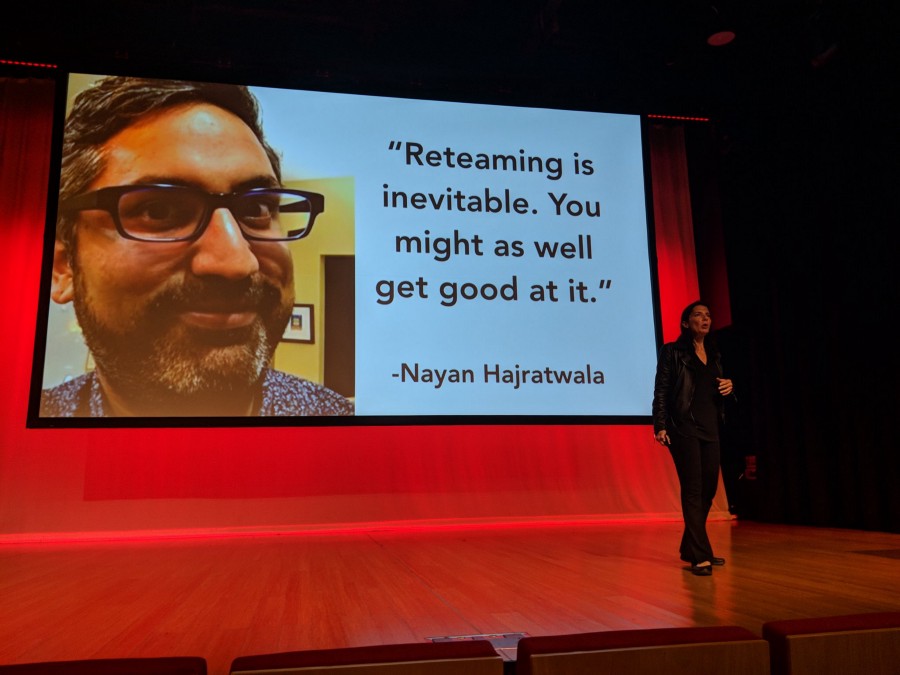 “Reteaming is
inevitable. You
might as well
get good at it.”
-Nayan Hajratwala